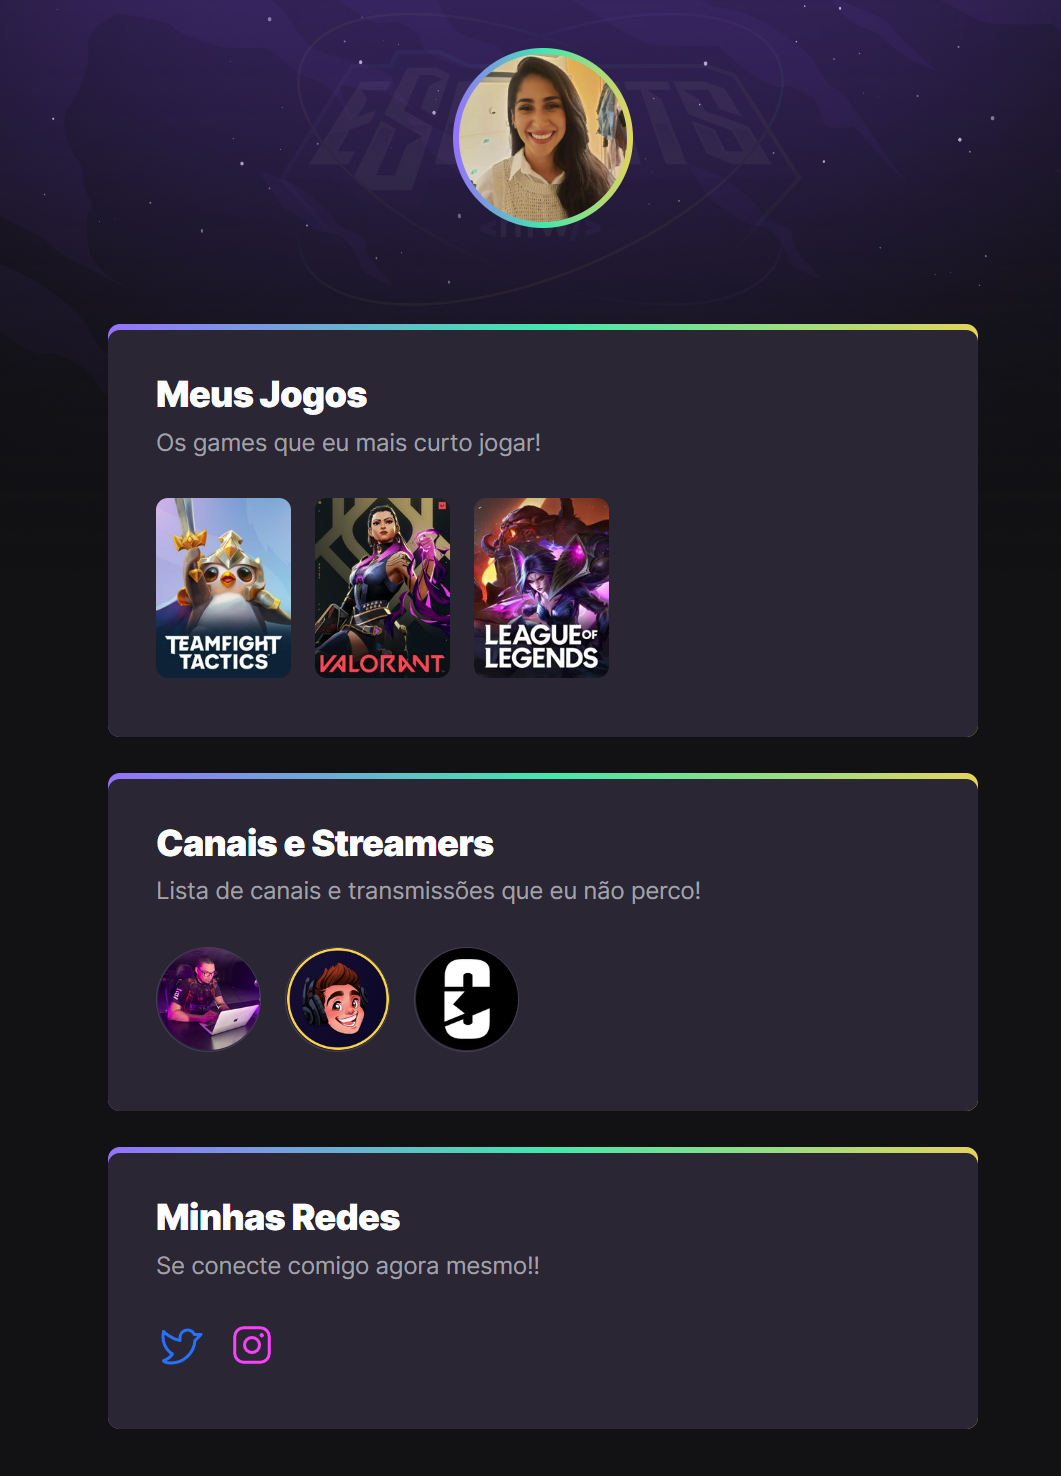 Meus Jogos
Os games que eu mais curto jogar!
TEAMFIGHT
TACTICS
VALORANT
LEAGUE OF
LEGENDS
Canais e Streamers
Lista de canais e transmissões que eu não perco!
Minhas Redes
Se conecte comigo agora mesmo!!